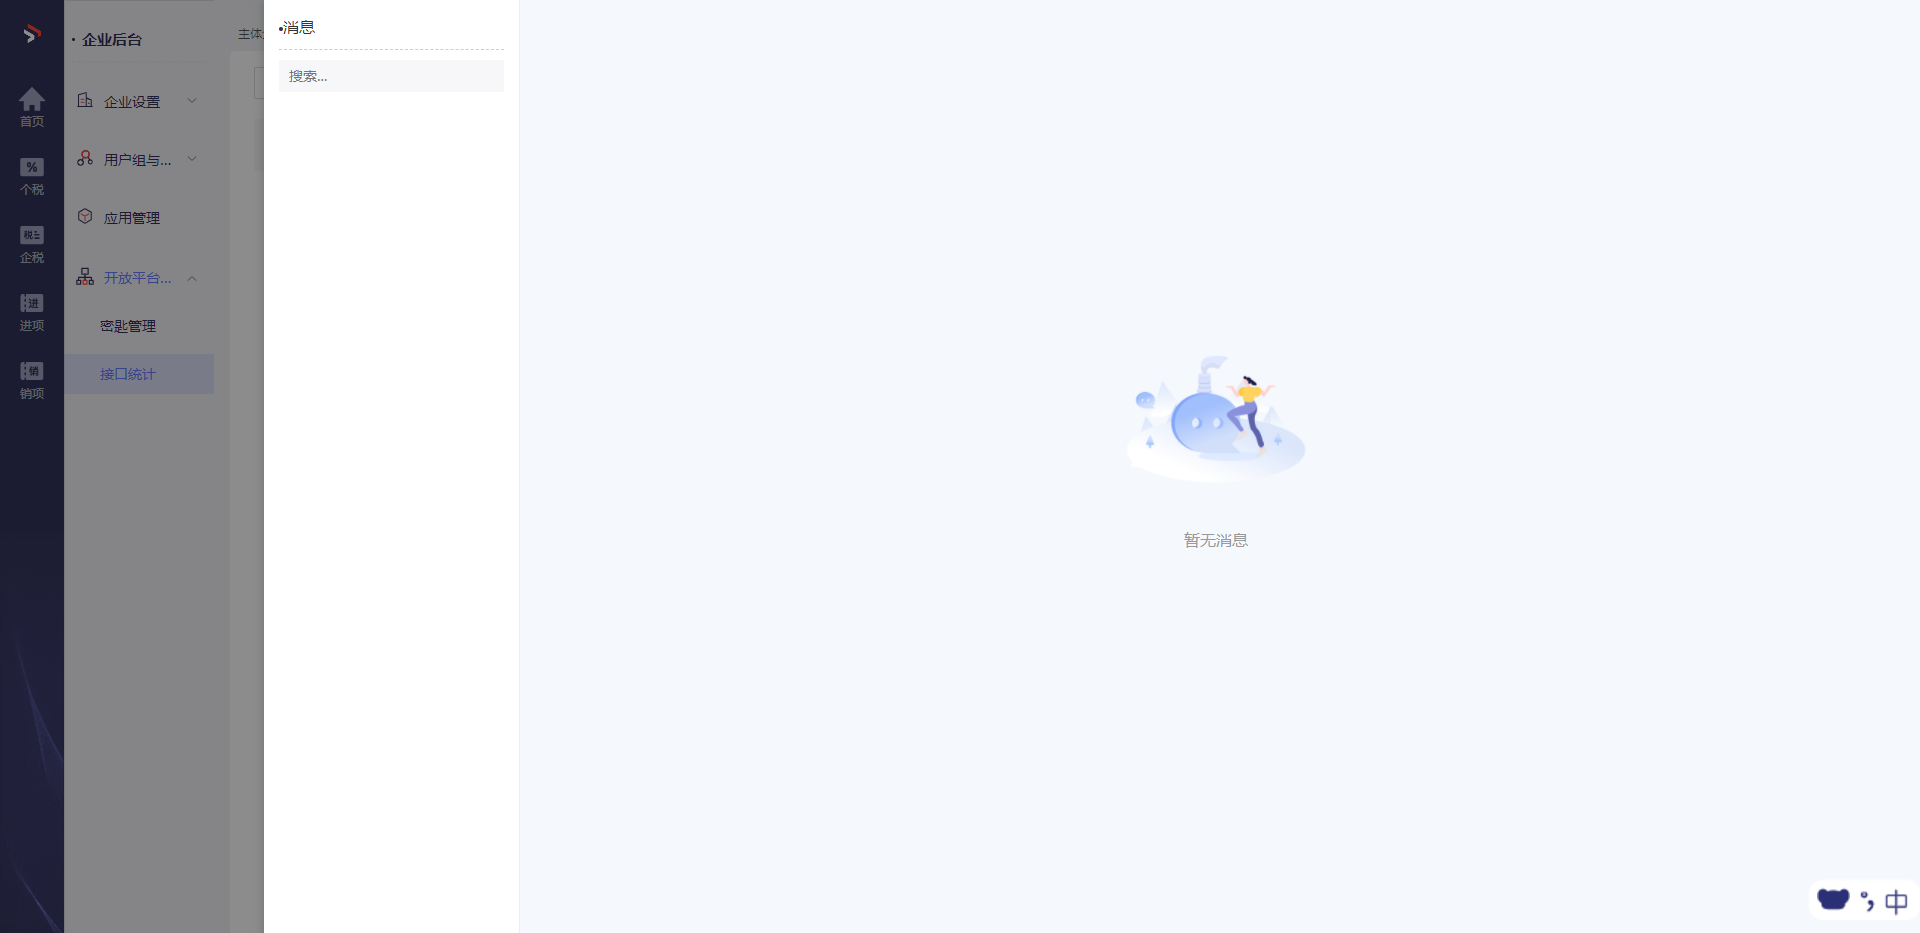 企业后台
首页
个税
企税
进项
销项
%
税
进
销
企业设置
用户组与...
应用管理
开放平台...
密匙管理
接口统计
主体
•消息
搜索...
暂无消息
中